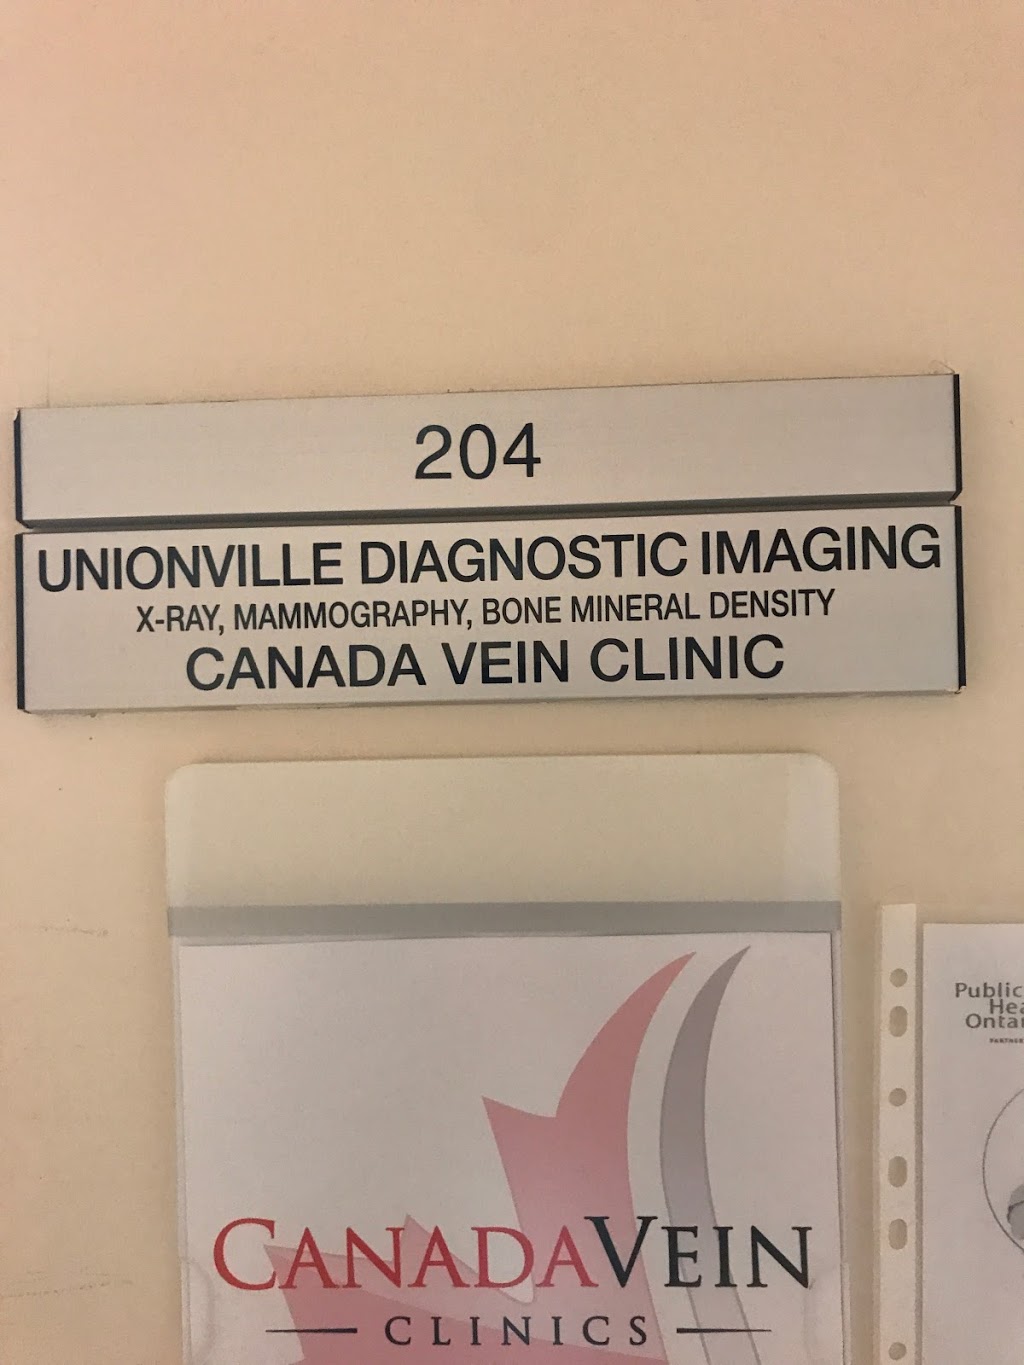 204
UNIONVILLE DIAGNOSTIC IMAGING
X-RAY, MAMMOGRAPHY, BONE MINERAL DENSITY
CANADA VEIN CLINIC
CANADAVEIN
CLINICS
Public